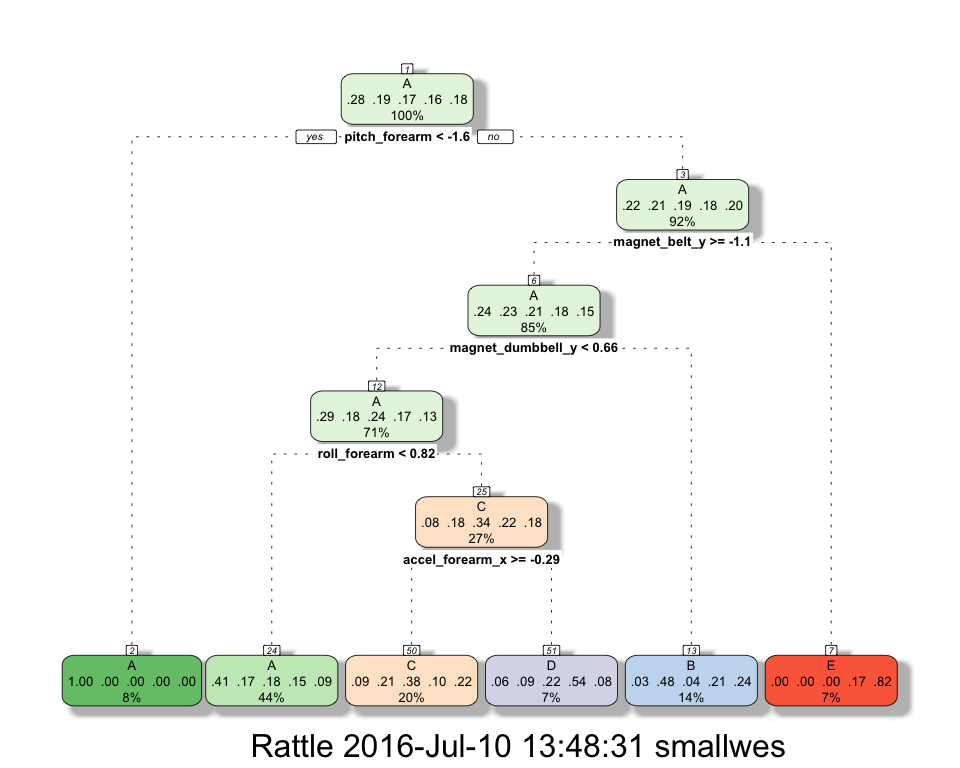 1
A
.28 .19 .17 .16 .18
100%
yes pitch_forearm < -1.6 no
3
A
.22 .21 .19 .18 .20
92%
magnet_belt_y >= -1.1
6
A
.24 .23 .21 .18 .15
85%
magnet_dumbbell_y < 0.66
12
A
.29 .18 .24 .17 .13
71%
roll_forearm < 0.82
25
C
.08 .18 .34 .22 .18
27%
accel_forearm_x >= -0.29
2
A
1.00 .00 .00 .00 .00
8%
24
A
.41 .17 .18 .15 .09
44%
50
C
.09 .21 .38 .10 .22
20%
51
D
.06 .09 .22 .54 .08
7%
13
B
.03 .48 .04 .21 .24
14%
7
E
.00 .00 .00 .17 .82
7%
Rattle 2016-Jul-10 13:48:31 smallwes